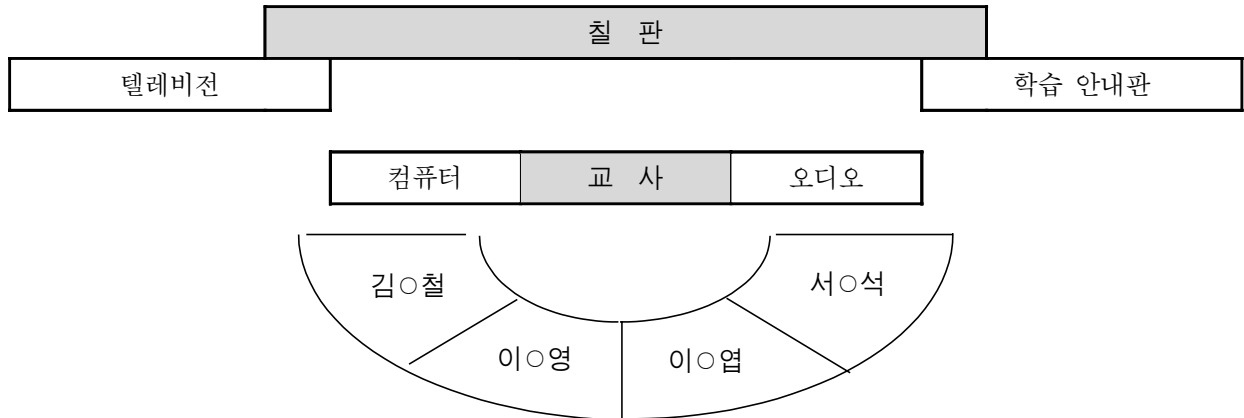 칠 판
텔레비전 학습 안내판
컴퓨터 교 사 오디오
김○철 서○석
이○영 이○엽